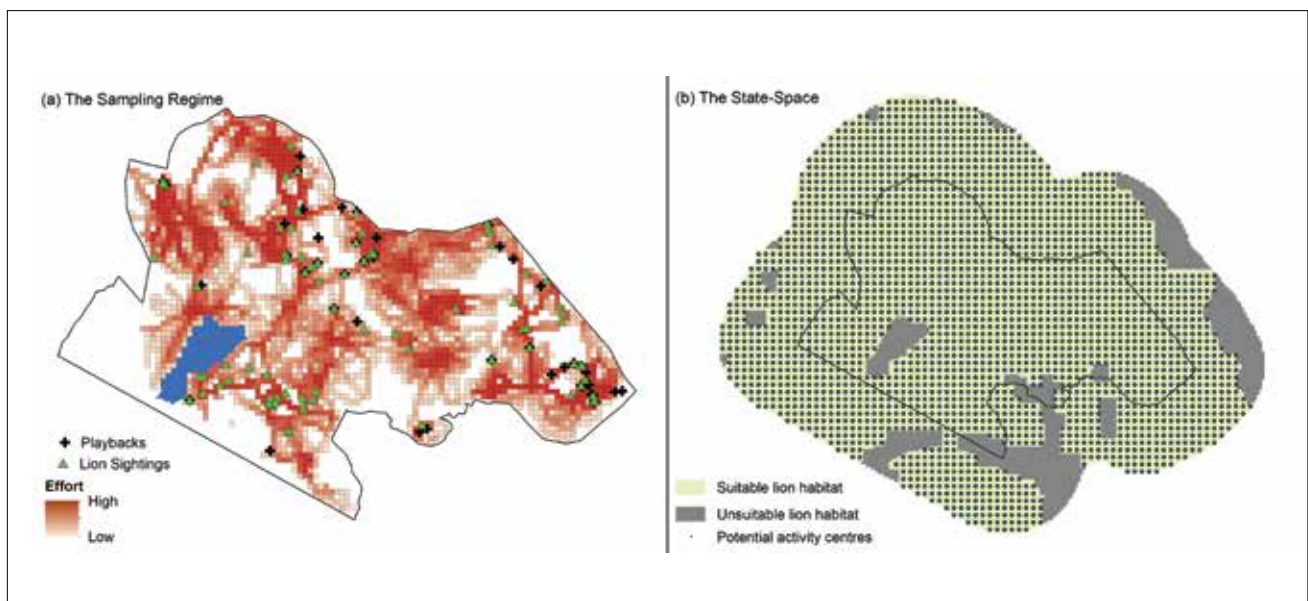 (a) The Sampling Regime
Playbacks
Lion Sightings
Effort
High
Low
(b) The State-Space
Suitable lion habitat
Unsuitable lion habitat
Potential activity centres